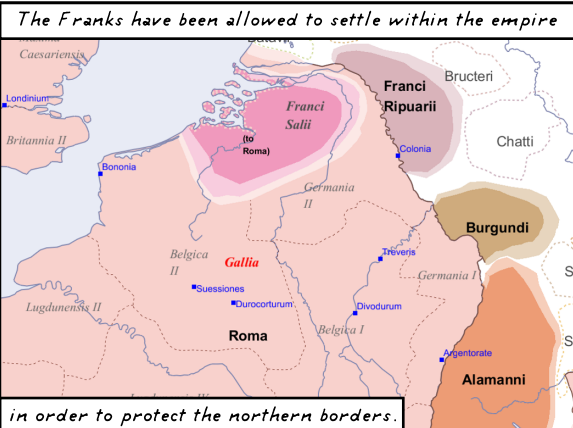 The Franks have been allowed to settle within the empire
Caesariensis
Londinium
Britannia II
Bononia
Franci
Salii
(to
Roma)
Franci
Ripuarii
Bructeri
Chatti
Colonia
Germania
II
Burgundi
Belgica
II
Gallia
Treveris
Germania I
Suessiones
Durocorturum
Divodurum
Lugdunensis II
Roma
Belgica I
Argentorate
Alamanni
S
S
in order to protect the northern borders.